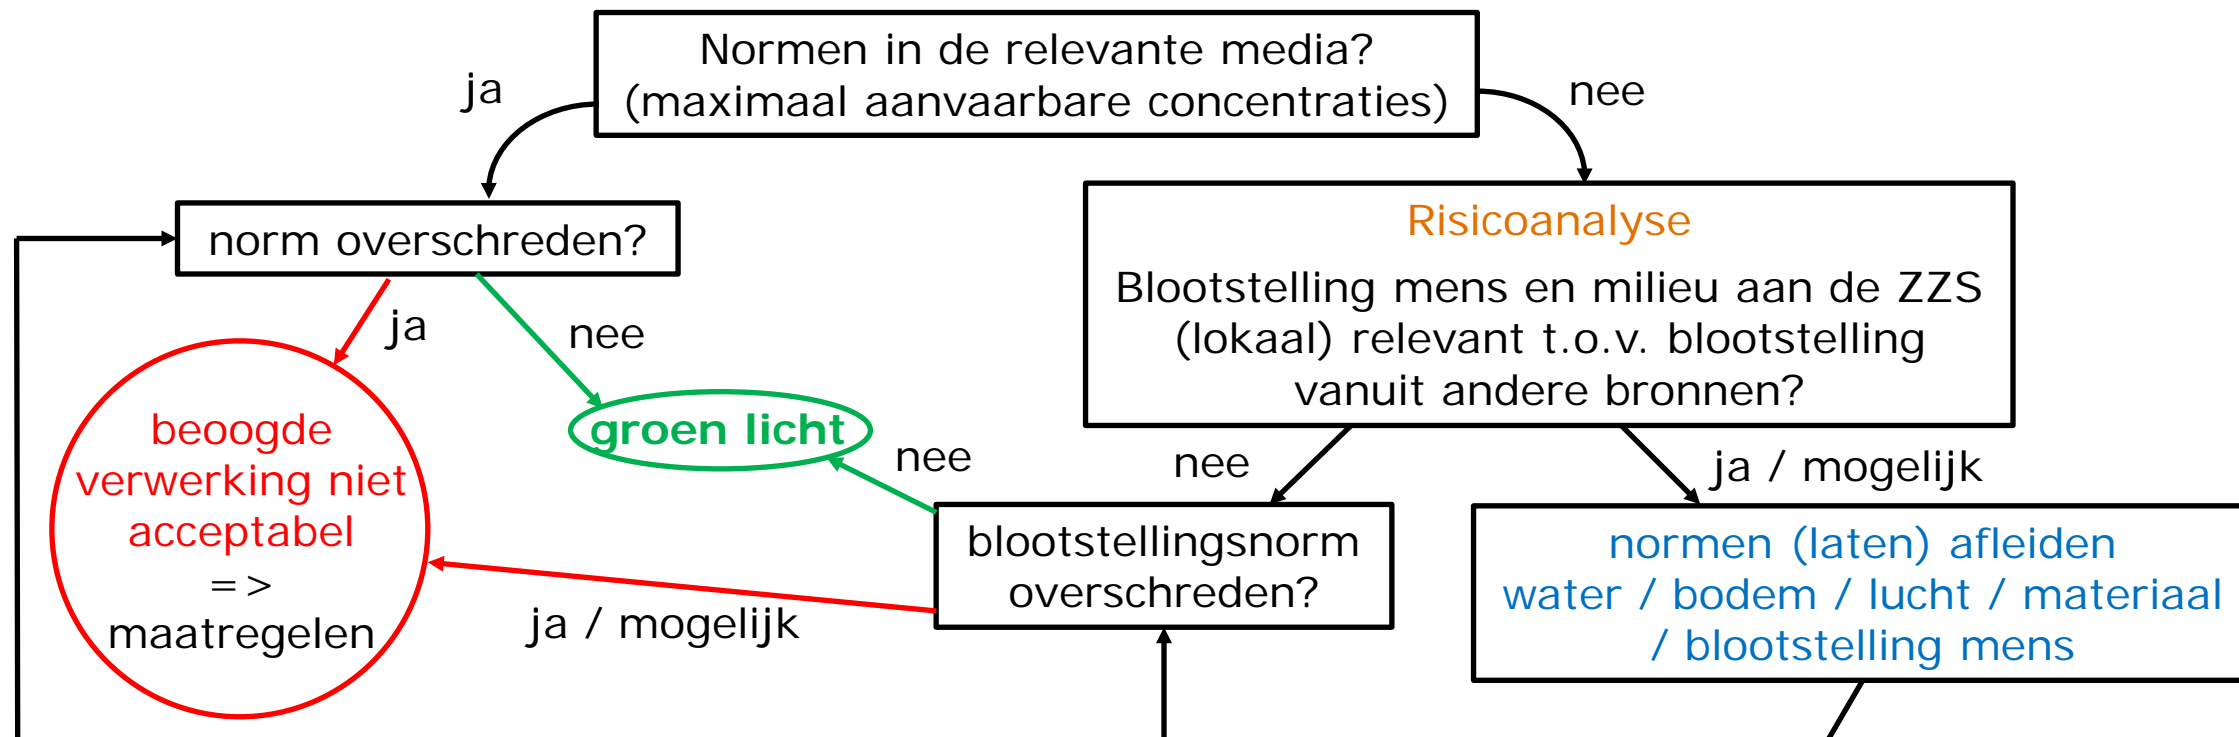 Normen in de relevante media?
(maximaal aanvaarbare concentraties)
ja
nee
norm overschreden?
Risicoanalyse
Blootstelling mens en milieu aan de ZZS
(lokaal) relevant t.o.v. blootstelling
vanuit andere bronnen?
ja
nee
groen licht
beoogde
verwerking niet
acceptabel
=>
maatregelen
nee
nee
ja / mogelijk
blootstellingsnorm
overschreden?
ja / mogelijk
normen (laten) afleiden
water / bodem / lucht / materiaal
/ blootstelling mens